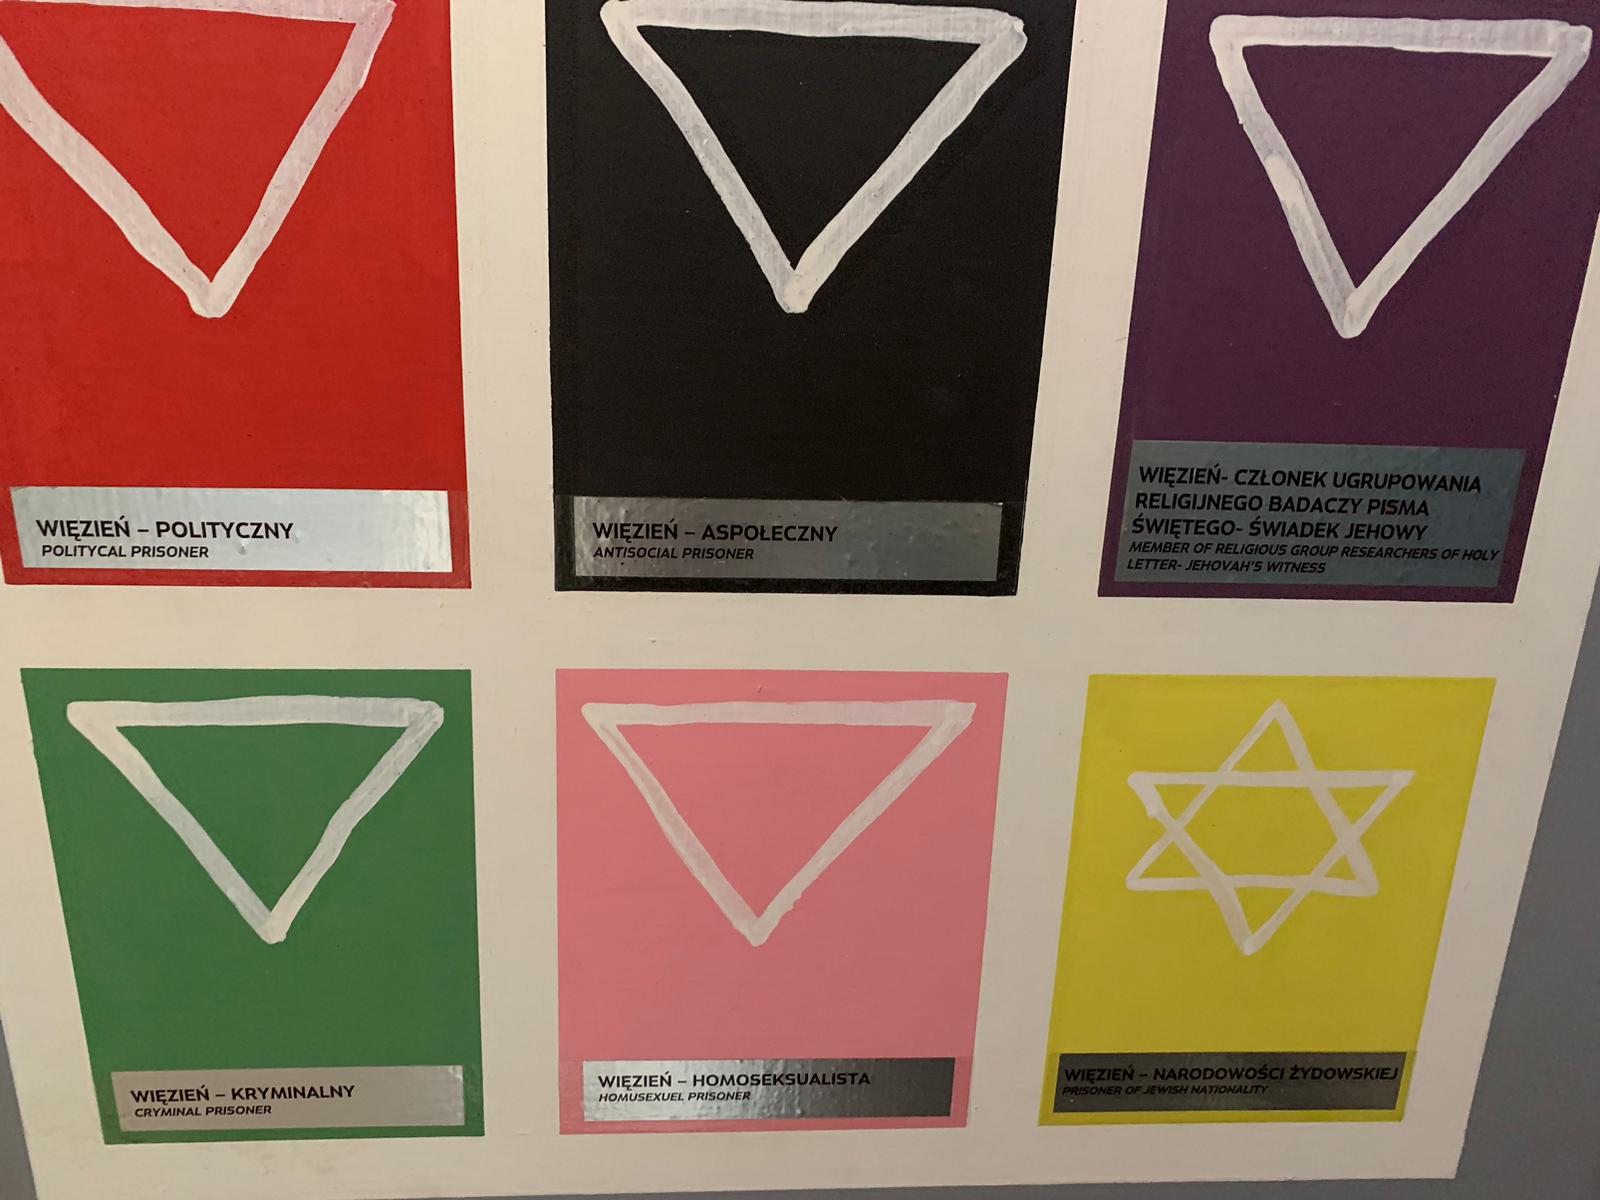 WIĘZIEŃ – POLITYCZNY
POLITYCAL PRISONER
WIĘZIEŃ – ASPOŁECZNY
ANTISOCIAL PRISONER
WIĘZIEŃ- CZŁONEK UGRUPOWANIA
RELIGIJNEGO BADACZY PISMA
ŚWIĘTEGO- ŚWIADEK JEHOWY
MEMBER OF RELIGIOUS GROUP RESEARCHERS OF HOLY
LETTER- JEHOVAH'S WITNESS
WIĘZIEŃ – KRYMINALNY
CRYMINAL PRISONER
WIĘZIEŃ – HOMOSEKSUALISTA
HOMUSEXUEL PRISONER
WIĘZIEŃ – NARODOWOŚCI ŻYDOWSKIEJ
PRISONER OF JEWISH NATIONALITY